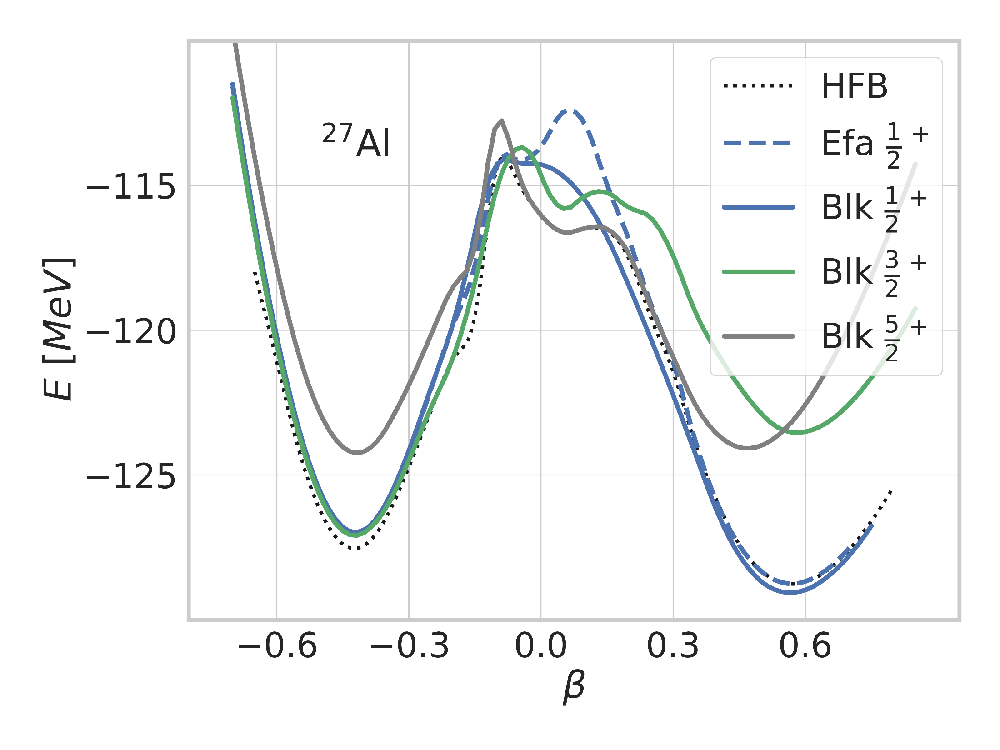 ²⁷Al
HFB
Efa ½⁺
Blk ½⁺
Blk 3/2⁺
Blk 5/2⁺
E [MeV]
−115
−120
−125
−0.6 −0.3 0.0 0.3 0.6
β